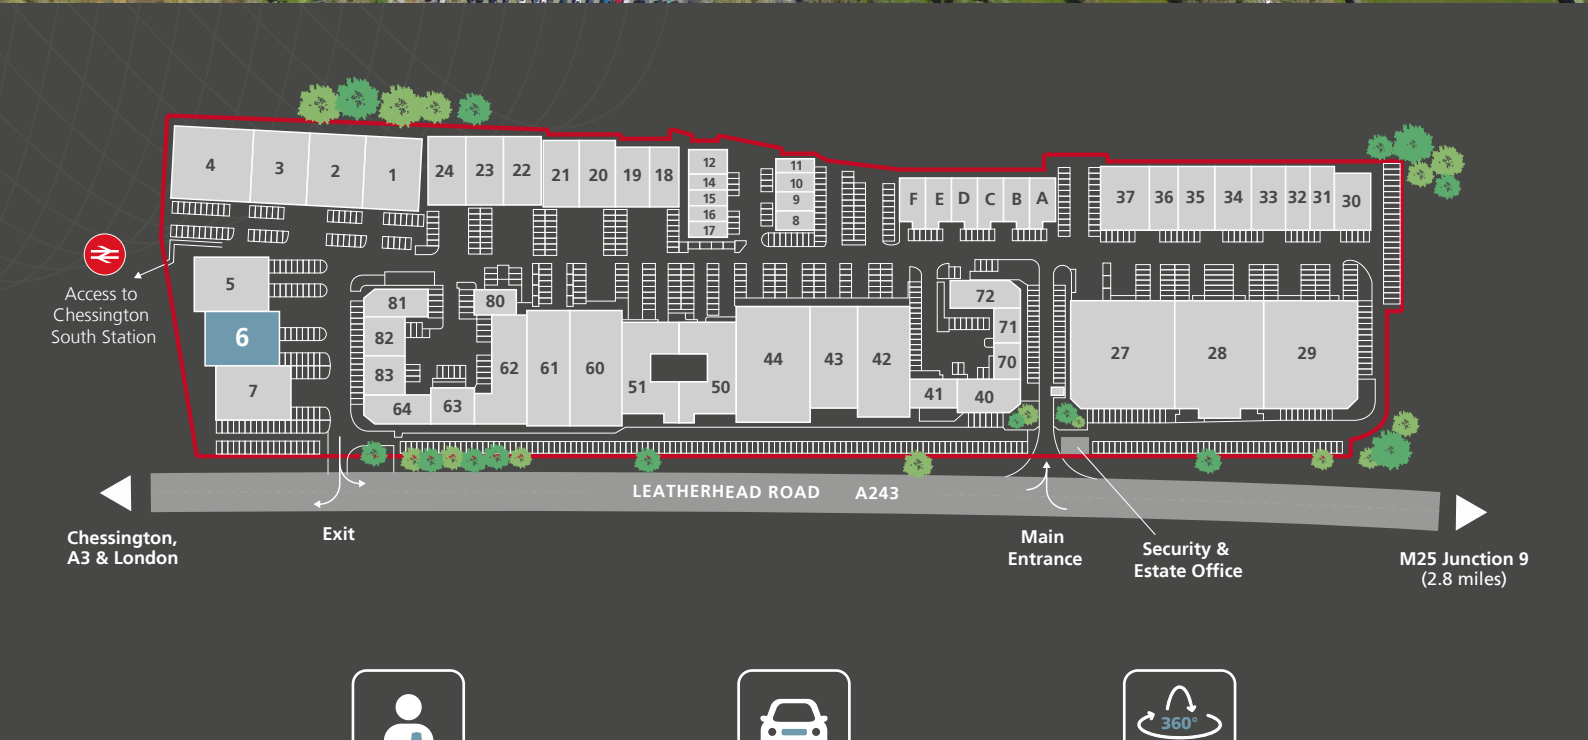 4
3
2
1
24
23
22
21
20
19
18
12
14
15
16
17
11
10
9
8
F
E
D
C
B
A
37
36
35
34
33
32
31
30
Access to
Chessington
South Station
5
6
7
81
80
82
83
64
63
62
61
60
51
50
44
43
42
41
40
72
71
70
27
28
29
LEATHERHEAD ROAD A243
Chessington,
A3 & London
Exit
Main
Entrance
Security &
Estate Office
M25 Junction 9
(2.8 miles)
360°